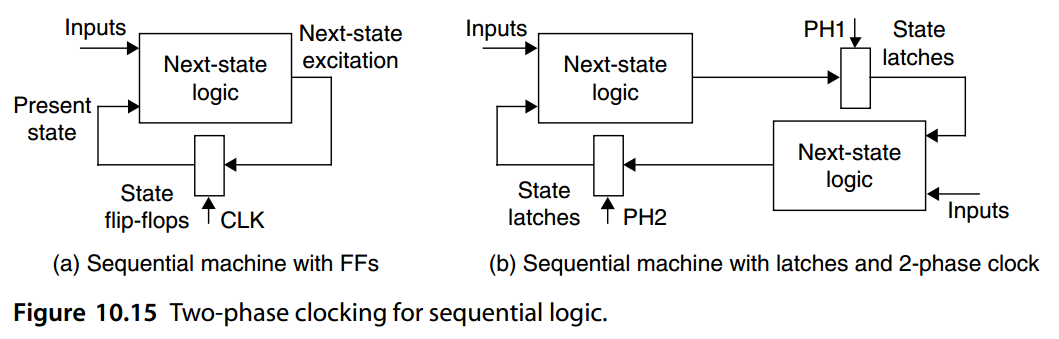 Inputs
Next-state
excitation
Next-state
logic
Present
state
State
flip-flops
CLK
(a) Sequential machine with FFs
Inputs
Next-state
logic
PH1
State
latches
Next-state
logic
State
latches
PH2
Inputs
(b) Sequential machine with latches and 2-phase clock
Figure 10.15 Two-phase clocking for sequential logic.